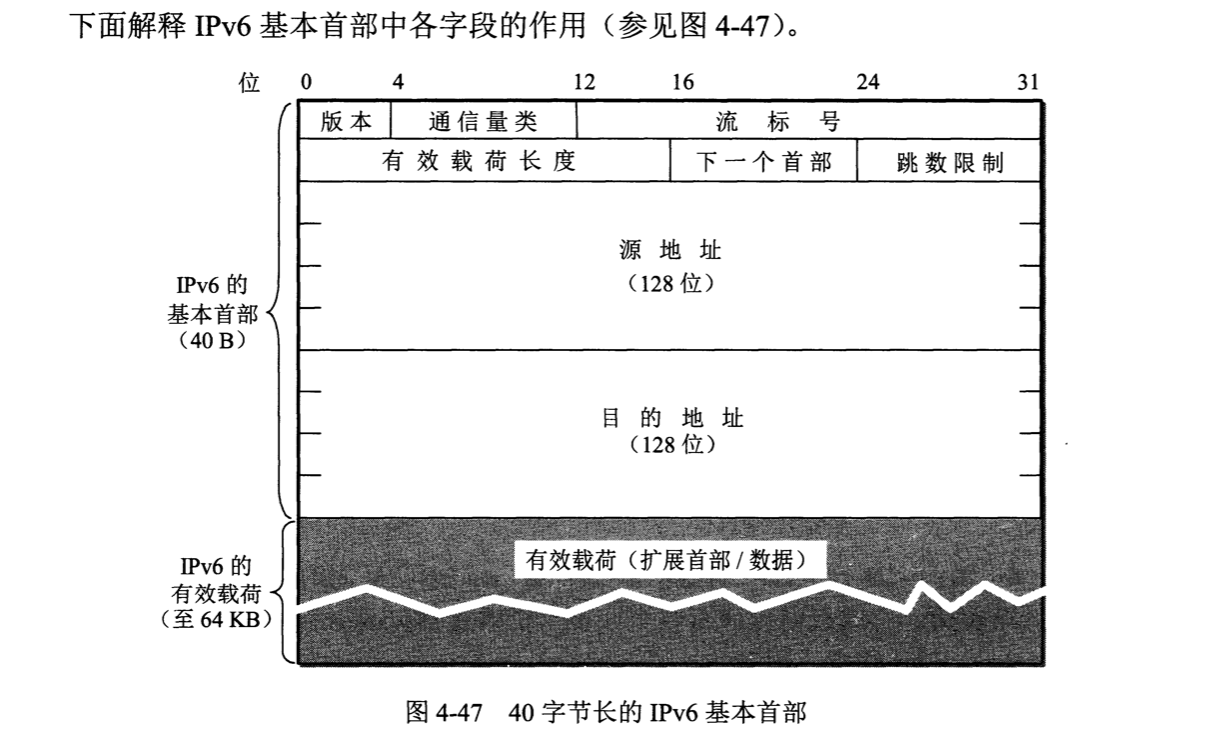 下面解释 IPv6 基本首部中各字段的作用（参见图 4-47）。
位 0 4 12 16 24 31
版本 通信量类 流标号
有效载荷长度 下一个首部 跳数限制
源地址
（128 位）
IPv6 的
基本首部
（40 B）
目的地址
（128 位）
有效载荷（扩展首部 / 数据）
IPv6 的
有效载荷
（至 64 KB）
图 4-47 40 字节长的 IPv6 基本首部